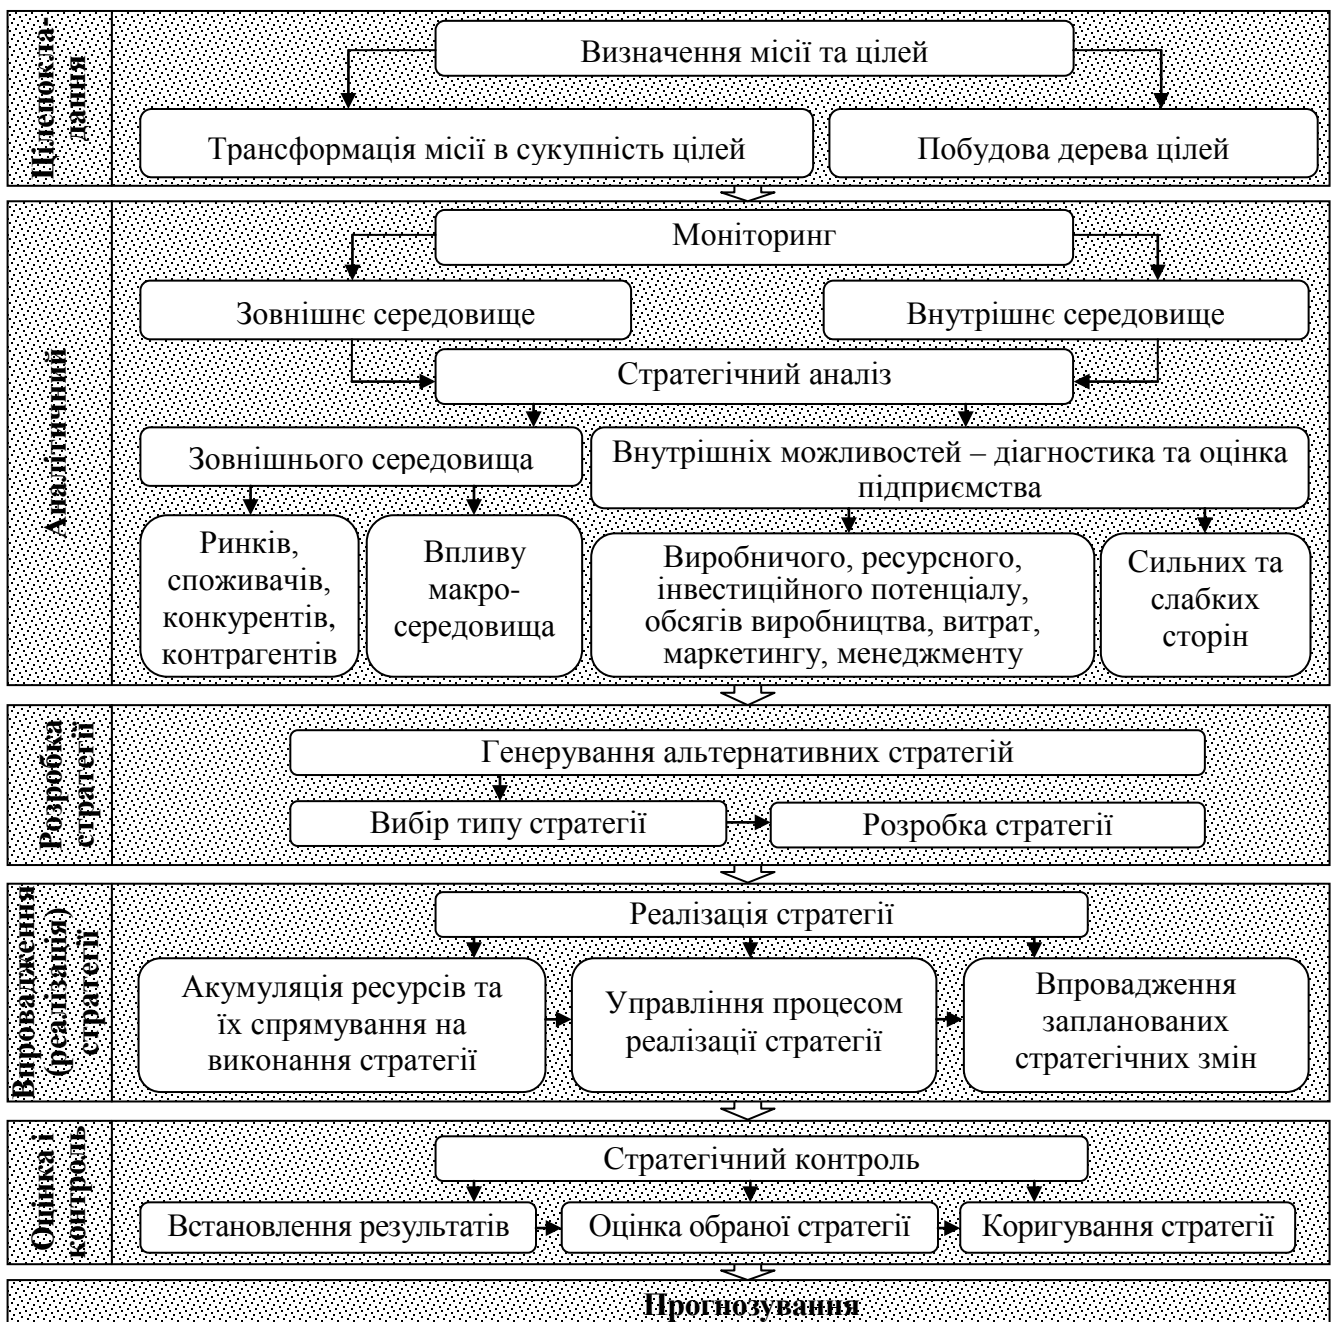 Цілепокла-
дання
Визначення місії та цілей
Трансформація місії в сукупність цілей
Побудова дерева цілей
Аналітичний
Моніторинг
Зовнішнє середовище
Внутрішнє середовище
Стратегічний аналіз
Зовнішнього середовища
Внутрішніх можливостей – діагностика та оцінка
підприємства
Ринків,
споживачів,
конкурентів,
контрагентів
Впливу
макро-
середовища
Виробничого, ресурсного,
інвестиційного потенціалу,
обсягів виробництва, витрат,
маркетингу, менеджменту
Сильних та
слабких
сторін
Розробка
стратегії
Генерування альтернативних стратегій
Вибір типу стратегії
Розробка стратегії
Впровадження
(реалізація)
стратегії
Реалізація стратегії
Акумуляція ресурсів та
їх спрямування на
виконання стратегії
Управління процесом
реалізації стратегії
Впровадження
запланованих
стратегічних змін
Оцінка і
контроль
Стратегічний контроль
Встановлення результатів
Оцінка обраної стратегії
Коригування стратегії
Прогнозування